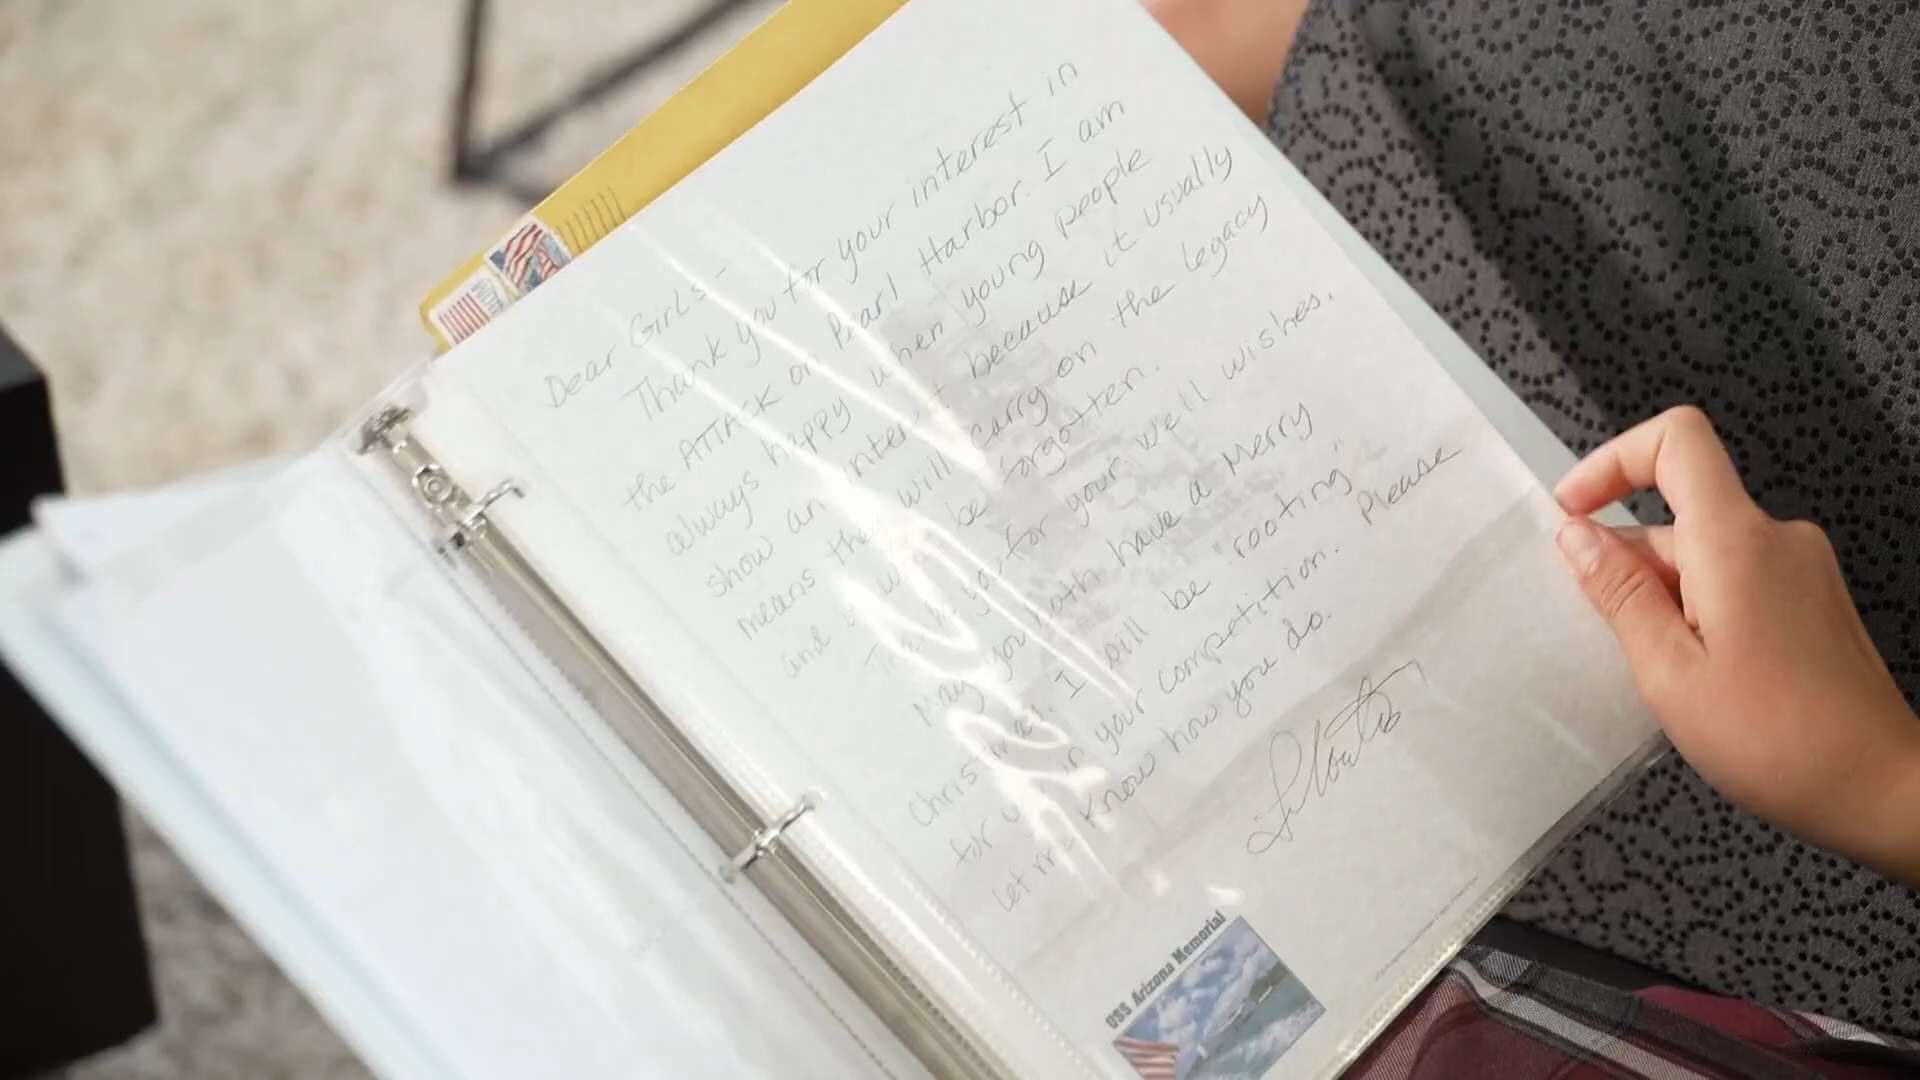 Dear Girls-
Thank you for your interest in
the ATTACK on Pearl Harbor. I am
always happy when young people
show an interest because it usually
means they will carry on the legacy
and it will be forgotten.
Thank you for your well wishes.
May you both have a Merry
Christmas. I will be "rooting"
for you in your competition. Please
let me know how you do.
USS Arizona Memorial